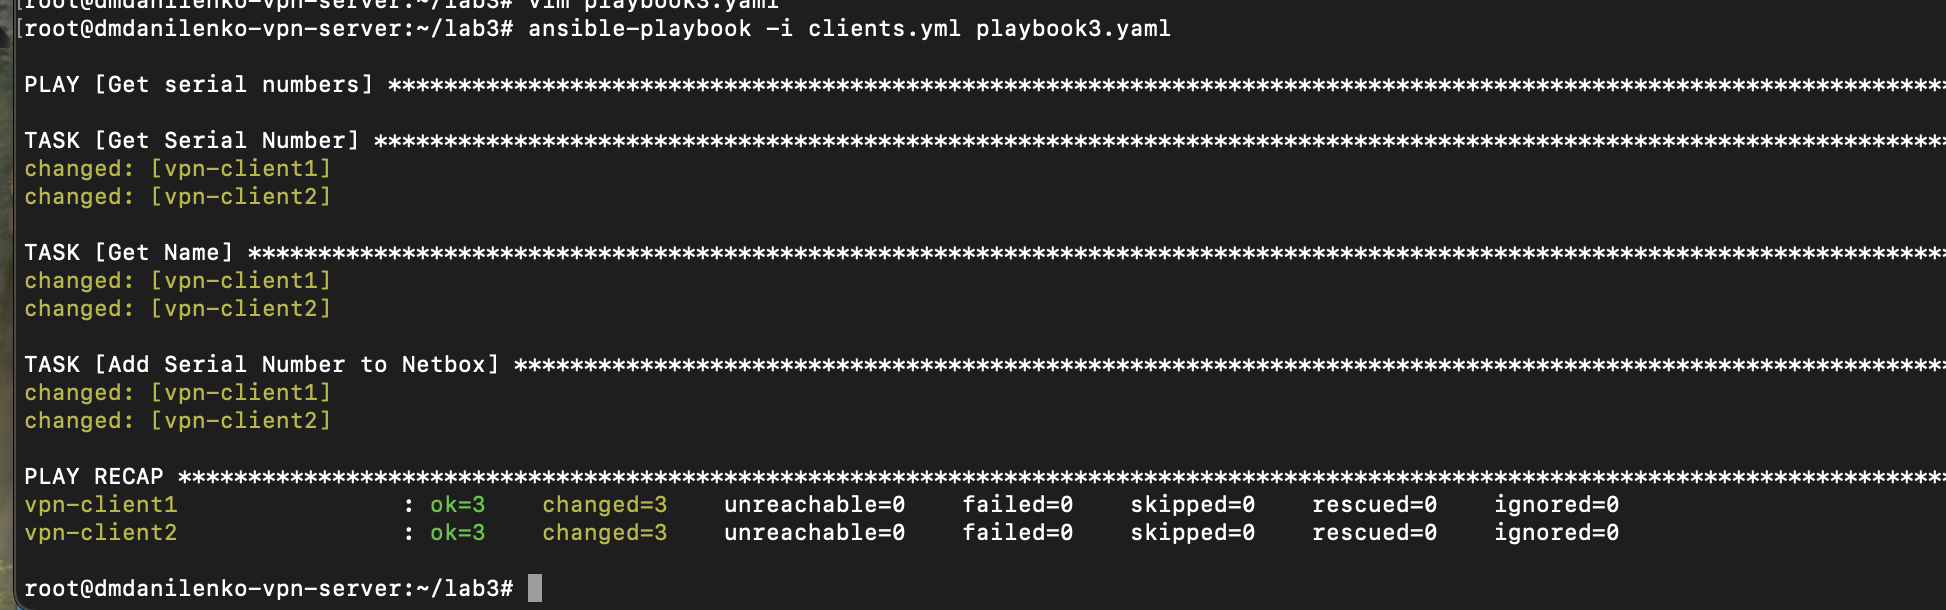 [root@dmdanilenko-vpn-server:~/lab3# vim playbook3.yaml
[root@dmdanilenko-vpn-server:~/lab3# ansible-playbook -i clients.yml playbook3.yaml
PLAY [Get serial numbers] ***************************************************************************************************************
TASK [Get Serial Number] ****************************************************************************************************************
changed: [vpn-client1]
changed: [vpn-client2]
TASK [Get Name] *************************************************************************************************************************
changed: [vpn-client1]
changed: [vpn-client2]
TASK [Add Serial Number to Netbox] ******************************************************************************************************
changed: [vpn-client1]
changed: [vpn-client2]
PLAY RECAP ******************************************************************************************************************************
vpn-client1                : ok=3    changed=3    unreachable=0    failed=0    skipped=0    rescued=0    ignored=0
vpn-client2                : ok=3    changed=3    unreachable=0    failed=0    skipped=0    rescued=0    ignored=0
root@dmdanilenko-vpn-server:~/lab3#